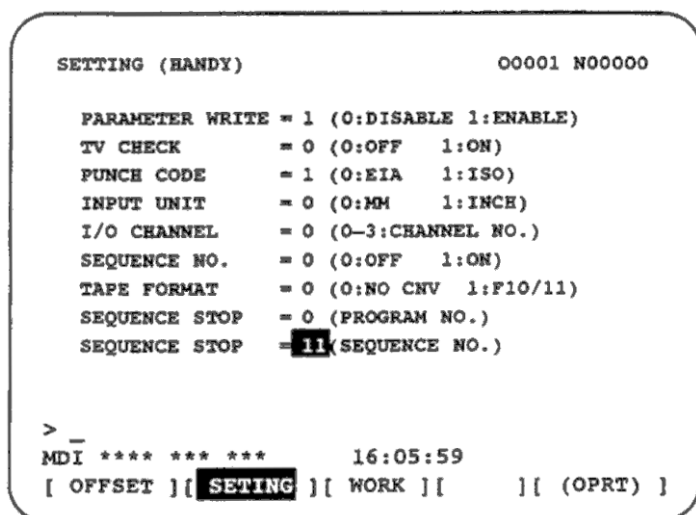 SETTING (HANDY) O0001 N00000
PARAMETER WRITE = 1 (0:DISABLE 1:ENABLE)
TV CHECK = 0 (0:OFF 1:ON)
PUNCH CODE = 1 (0:EIA 1:ISO)
INPUT UNIT = 0 (0:MM 1:INCH)
I/O CHANNEL = 0 (0–3:CHANNEL NO.)
SEQUENCE NO. = 0 (0:OFF 1:ON)
TAPE FORMAT = 0 (0:NO CNV 1:F10/11)
SEQUENCE STOP = 0 (PROGRAM NO.)
SEQUENCE STOP = 11(SEQUENCE NO.)
> _
MDI **** *** *** 16:05:59
[ OFFSET ][ SETING ][ WORK ][ ][ (OPRT) ]